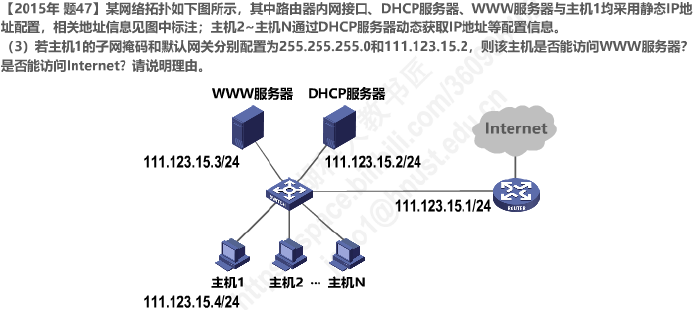 【2015年 题47】某网络拓扑如下图所示，其中路由器内网接口、DHCP服务器、WWW服务器与主机1均采用静态IP地
址配置，相关地址信息见图中标注；主机2~主机N通过DHCP服务器动态获取IP地址等配置信息。
（3）若主机1的子网掩码和默认网关分别配置为255.255.255.0和111.123.15.2，则该主机是否能访问WWW服务器？
是否能访问Internet？请说明理由。
WWW服务器 DHCP服务器
Internet
111.123.15.3/24 111.123.15.2/24
111.123.15.1/24
ROUTER
主机1 主机2 ··· 主机N
111.123.15.4/24